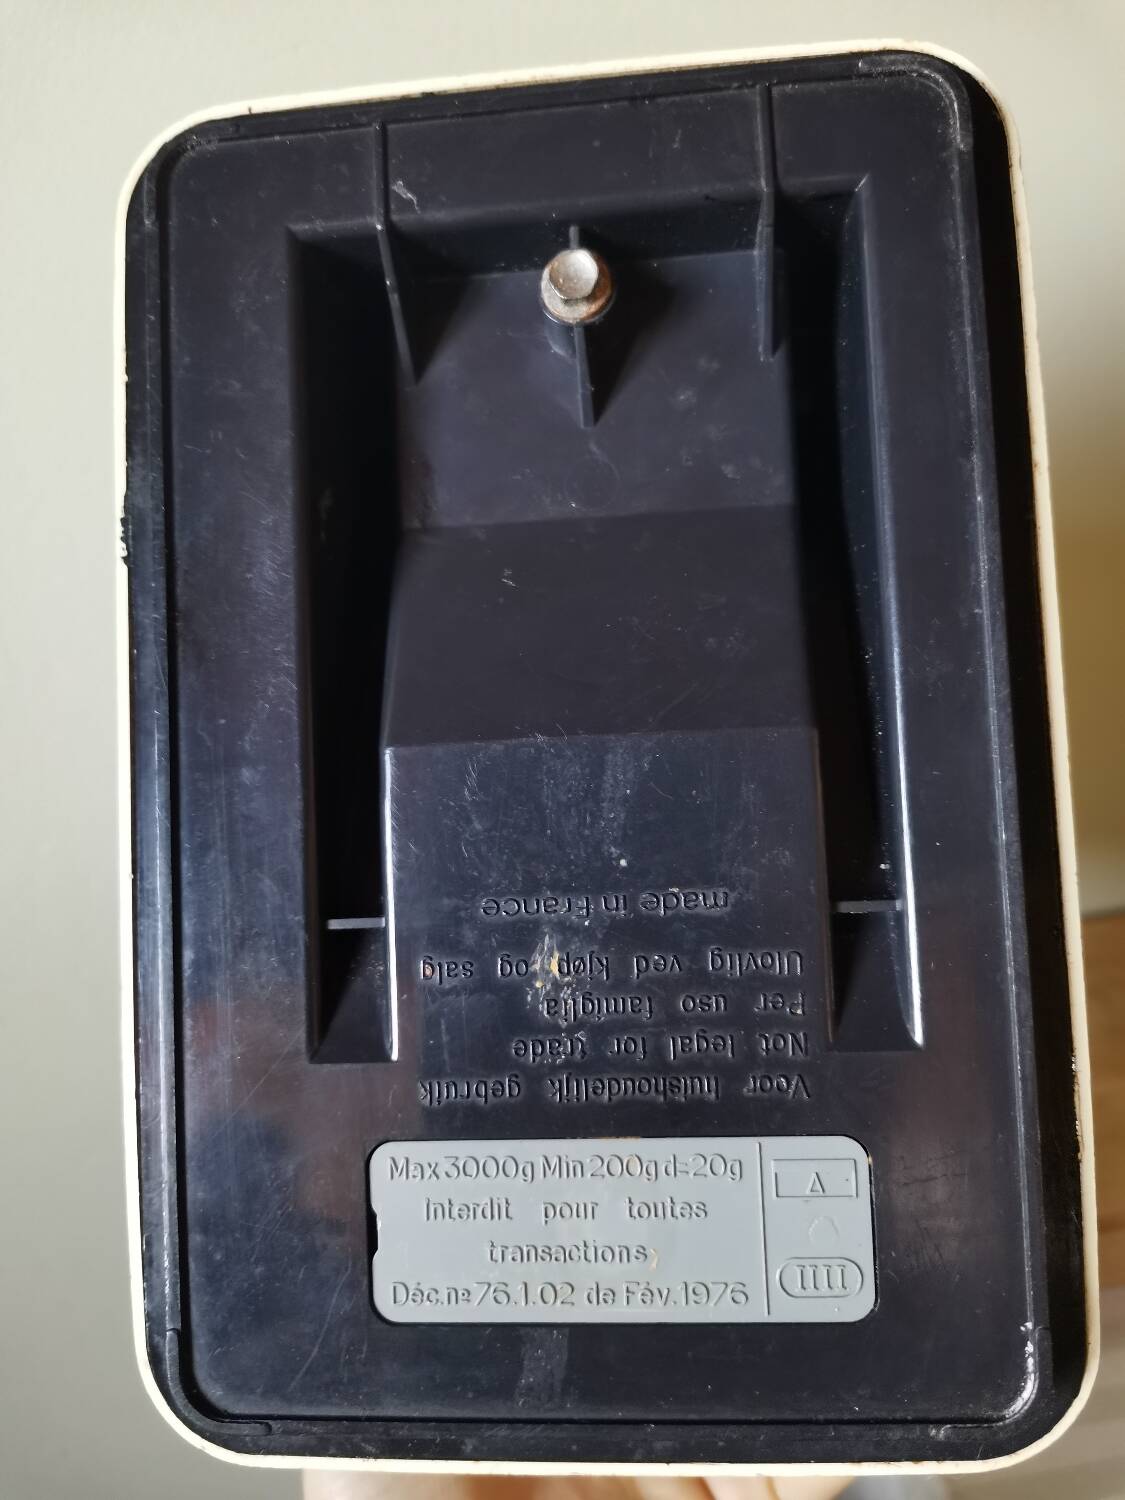 Voor huishoudelijk gebruik
Not legal for trade
Per uso famiglia
Ulovlig ved kjøp og salg
made in france
Max 3000g Min 200g d=20g
Interdit pour toutes
transactions
Déc.nº 76.1.02 de Fév.1976
A
IIII